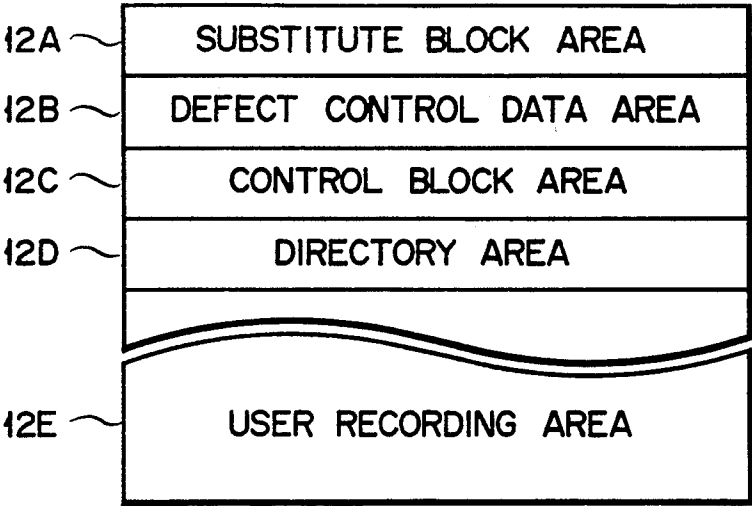 12A SUBSTITUTE BLOCK AREA
12B DEFECT CONTROL DATA AREA
12C CONTROL BLOCK AREA
12D DIRECTORY AREA
12E USER RECORDING AREA